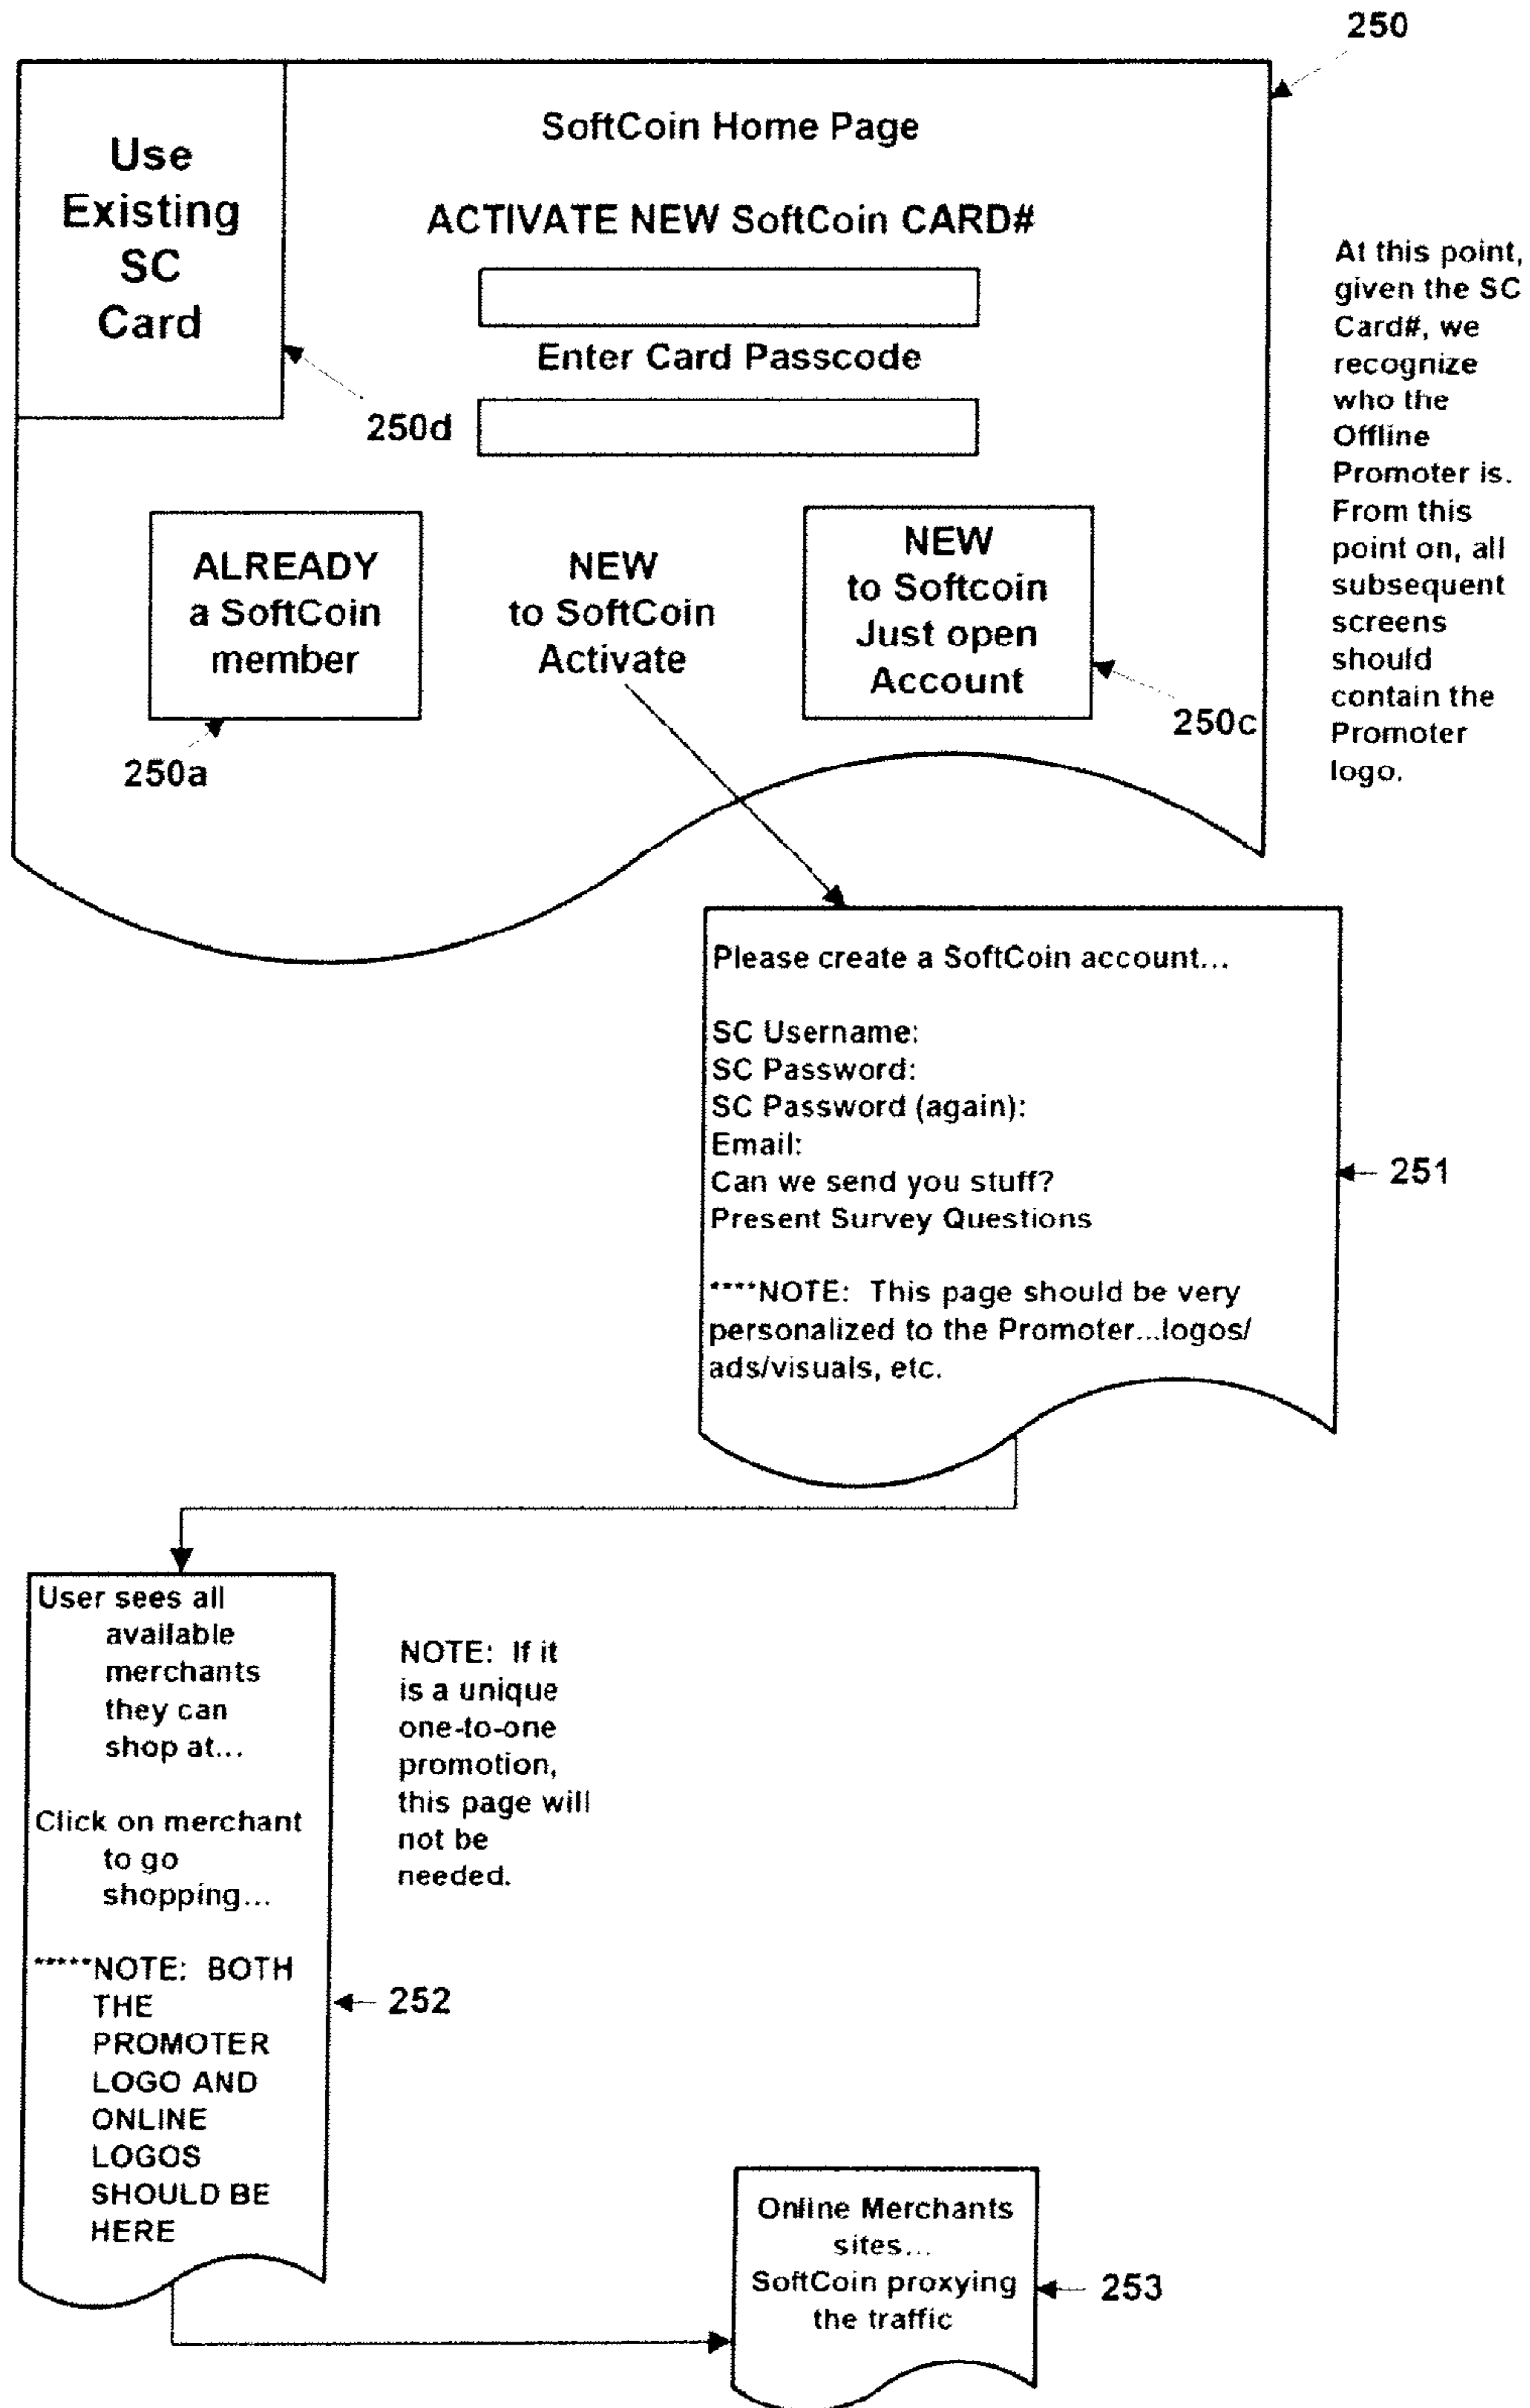 250
Use
Existing
SC
Card
SoftCoin Home Page
ACTIVATE NEW SoftCoin CARD#
Enter Card Passcode
250d
ALREADY
a SoftCoin
member
250a
NEW
to SoftCoin
Activate
NEW
to Softcoin
Just open
Account
250c
At this point,
given the SC
Card#, we
recognize
who the
Offline
Promoter is.
From this
point on, all
subsequent
screens
should
contain the
Promoter
logo.
Please create a SoftCoin account...
SC Username:
SC Password:
SC Password (again):
Email:
Can we send you stuff?
Present Survey Questions
****NOTE: This page should be very
personalized to the Promoter...logos/
ads/visuals, etc.
251
User sees all
available
merchants
they can
shop at...
Click on merchant
to go
shopping...
*****NOTE: BOTH
THE
PROMOTER
LOGO AND
ONLINE
LOGOS
SHOULD BE
HERE
252
NOTE: If it
is a unique
one-to-one
promotion,
this page will
not be
needed.
Online Merchants
sites...
SoftCoin proxying
the traffic
253